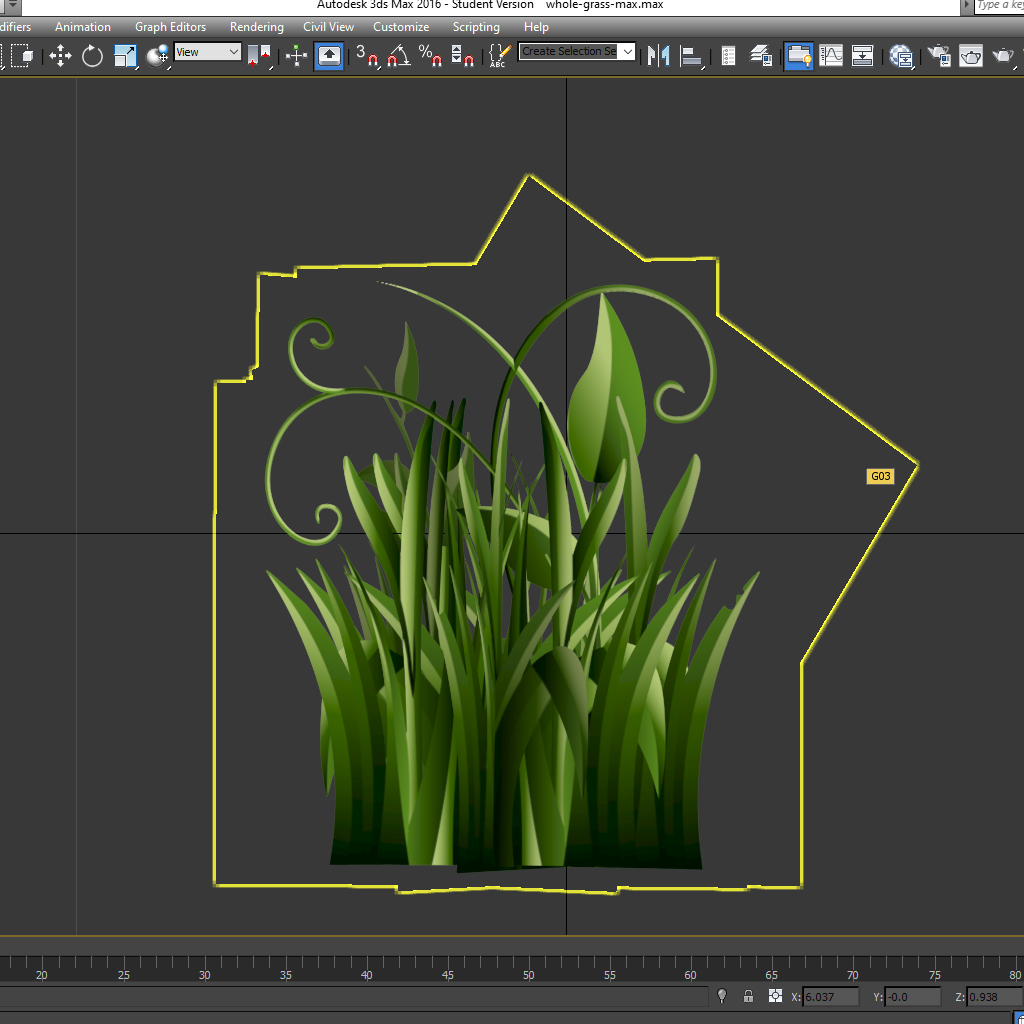 Autodesk 3ds Max 2016 - Student Version whole-grass-max.max
Type a key
difiers Animation Graph Editors Rendering Civil View Customize Scripting Help
View 3 % ABC Create Selection Se
G03
20 25 30 35 40 45 50 55 60 65 70 75 80
X: 6.037 Y: -0.0 Z: 0.938